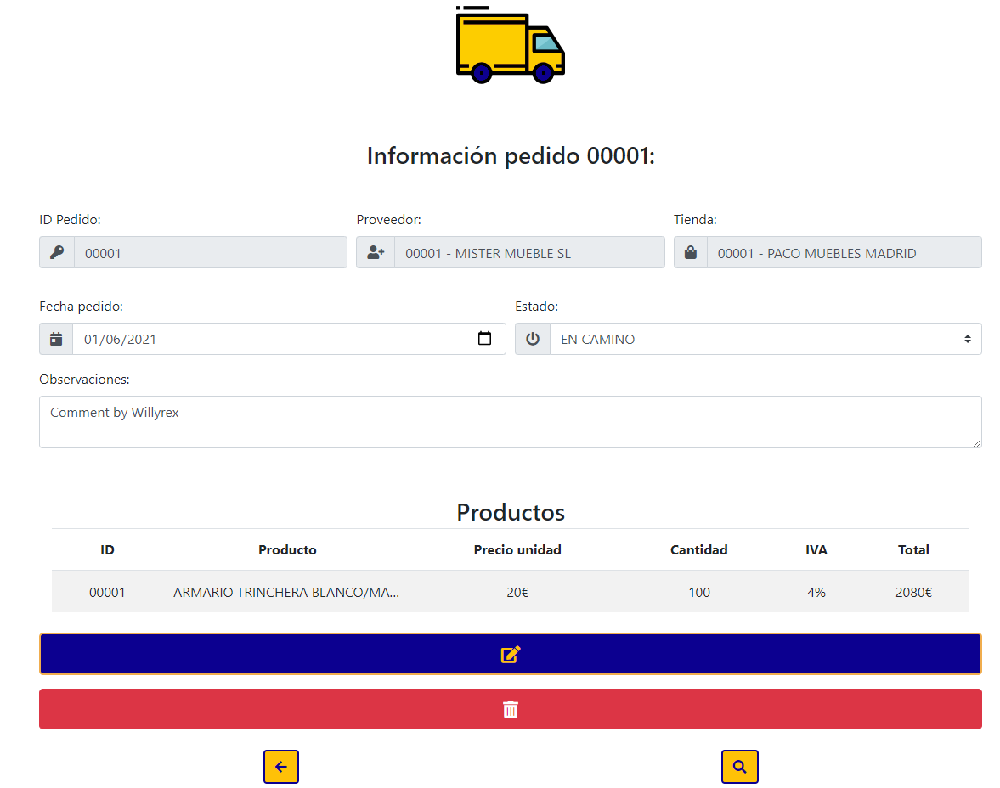 Información pedido 00001:
ID Pedido: Proveedor: Tienda:
00001 00001 - MISTER MUEBLE SL 00001 - PACO MUEBLES MADRID
Fecha pedido: Estado:
01/06/2021 EN CAMINO
Observaciones:
Comment by Willyrex
Productos
ID Producto Precio unidad Cantidad IVA Total
00001 ARMARIO TRINCHERA BLANCO/MA... 20€ 100 4% 2080€